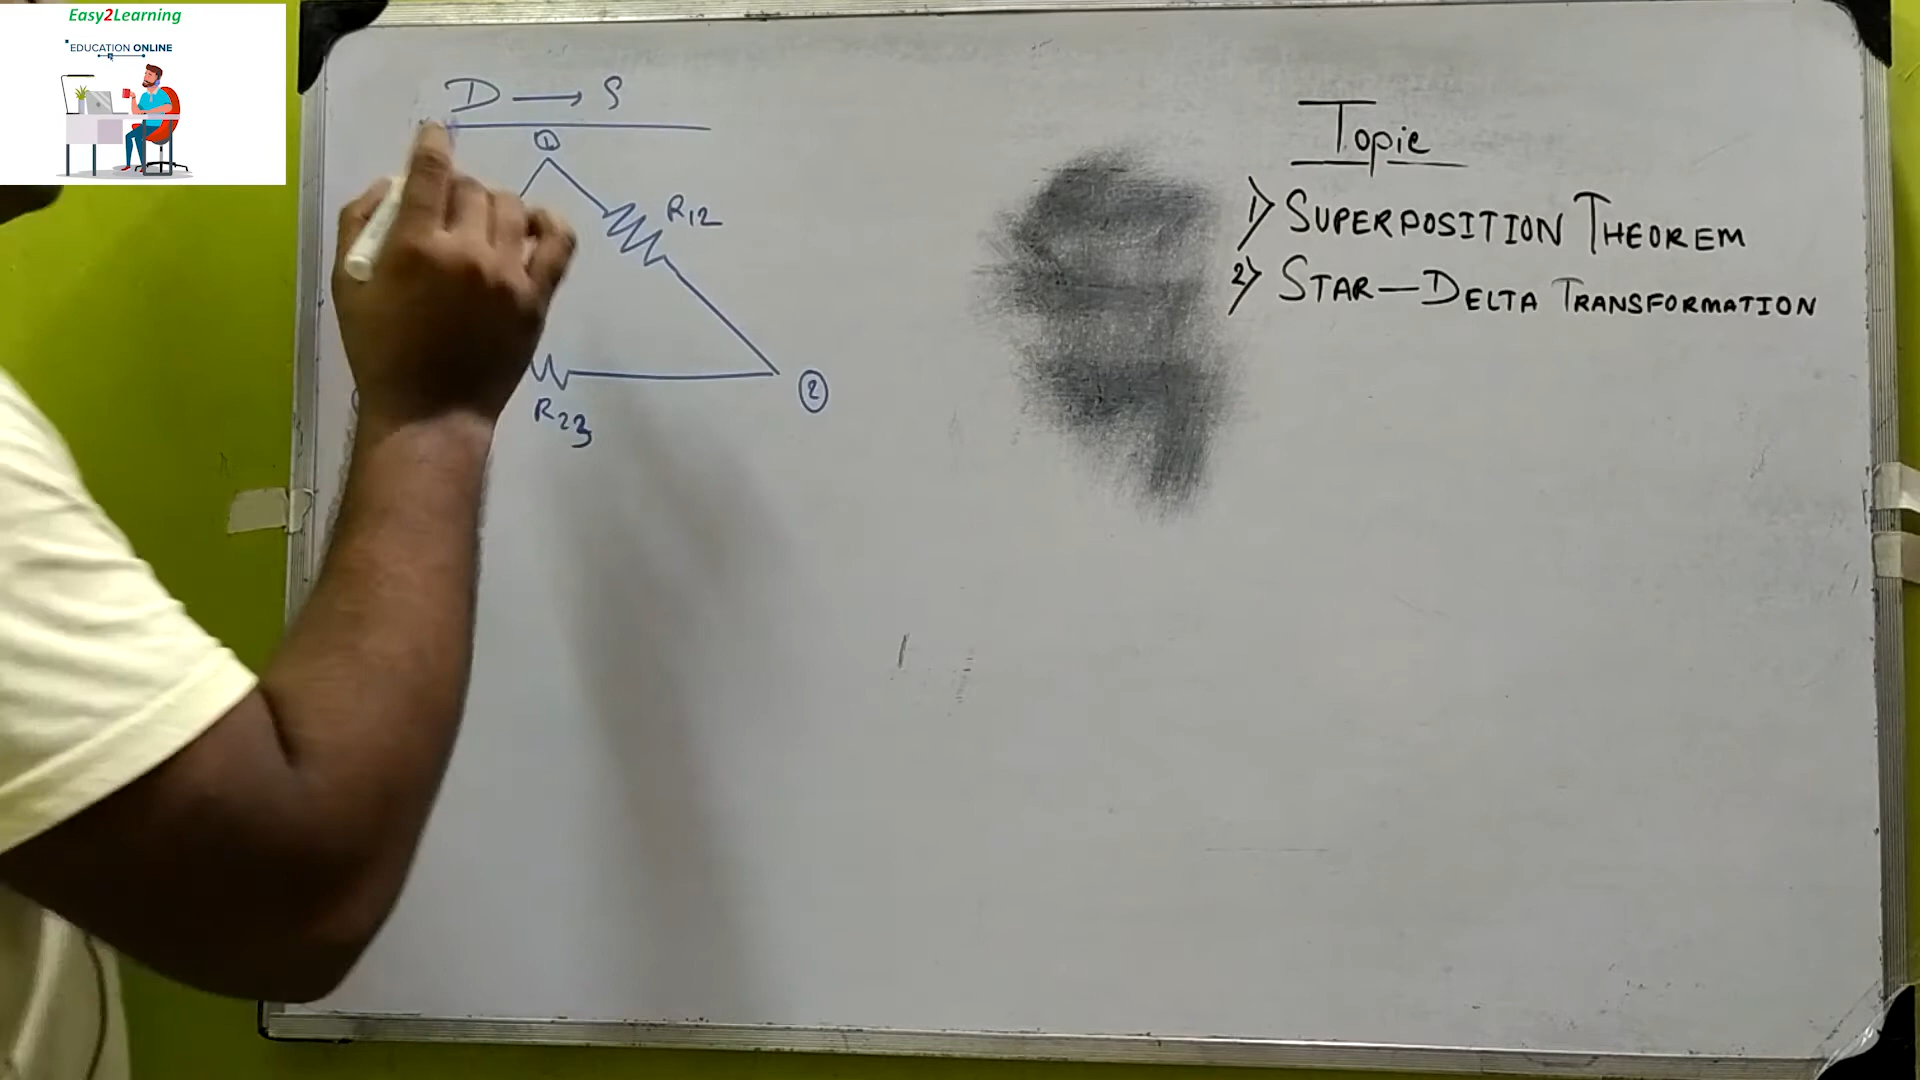 Easy2Learning
EDUCATION ONLINE
D → S
①
R12
②
R23
Topic
1) SUPERPOSITION THEOREM
2) STAR-DELTA TRANSFORMATION